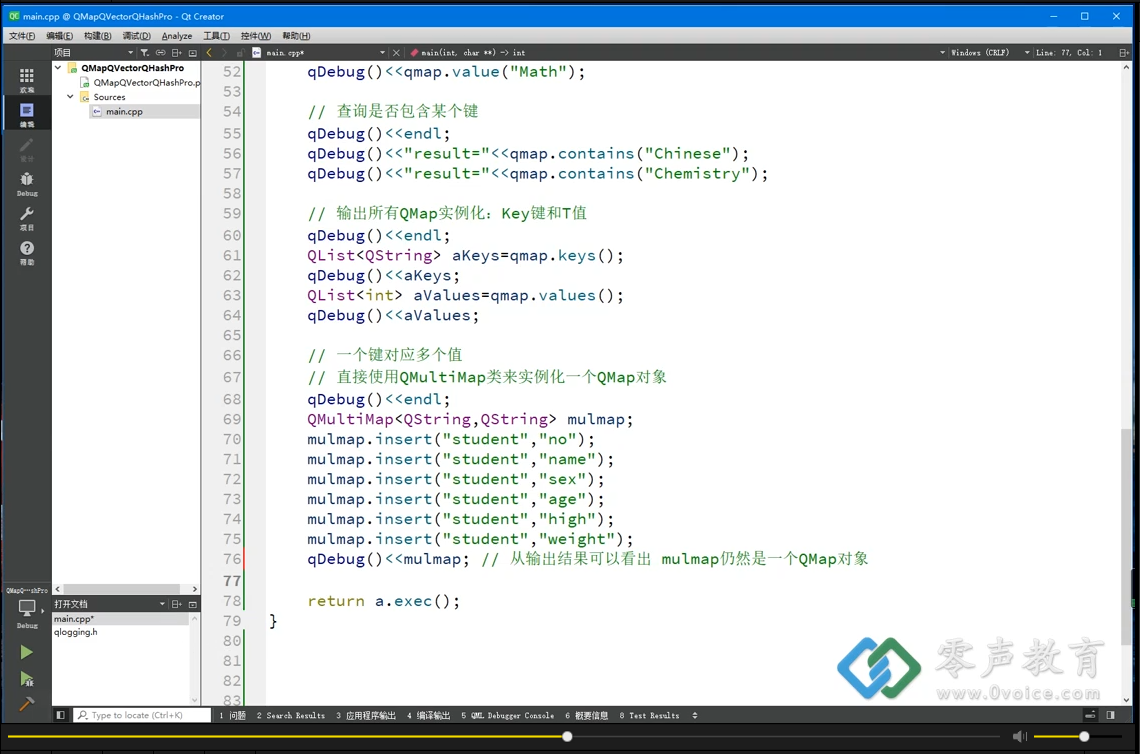 main.cpp @ QMapQVectorQHashPro - Qt Creator
文件(F) 编辑(E) 构建(B) 调试(D) Analyze 工具(T) 控件(W) 帮助(H)
项目
main.cpp*
main(int, char **) -> int
Windows (CRLF)
Line: 77, Col: 1
欢迎
编辑
设计
Debug
项目
帮助
QMapQVectorQHashPro
QMapQVectorQHashPro.p
Sources
main.cpp
52 qDebug()<<qmap.value("Math");
53
54 // 查询是否包含某个键
55 qDebug()<<endl;
56 qDebug()<<"result="<<qmap.contains("Chinese");
57 qDebug()<<"result="<<qmap.contains("Chemistry");
58
59 // 输出所有QMap实例化：Key键和T值
60 qDebug()<<endl;
61 QList<QString> aKeys=qmap.keys();
62 qDebug()<<aKeys;
63 QList<int> aValues=qmap.values();
64 qDebug()<<aValues;
65
66 // 一个键对应多个值
67 // 直接使用QMultiMap类来实例化一个QMap对象
68 qDebug()<<endl;
69 QMultiMap<QString,QString> mulmap;
70 mulmap.insert("student","no");
71 mulmap.insert("student","name");
72 mulmap.insert("student","sex");
73 mulmap.insert("student","age");
74 mulmap.insert("student","high");
75 mulmap.insert("student","weight");
76 qDebug()<<mulmap; // 从输出结果可以看出 mulmap仍然是一个QMap对象
77
78 return a.exec();
79 }
80
81
82
83
QMapQ⋯shPro
Debug
打开文档
main.cpp*
qlogging.h
零声教育
www.0voice.com
Type to locate (Ctrl+K)
1 问题 2 Search Results 3 应用程序输出 4 编译输出 5 QML Debugger Console 6 概要信息 8 Test Results